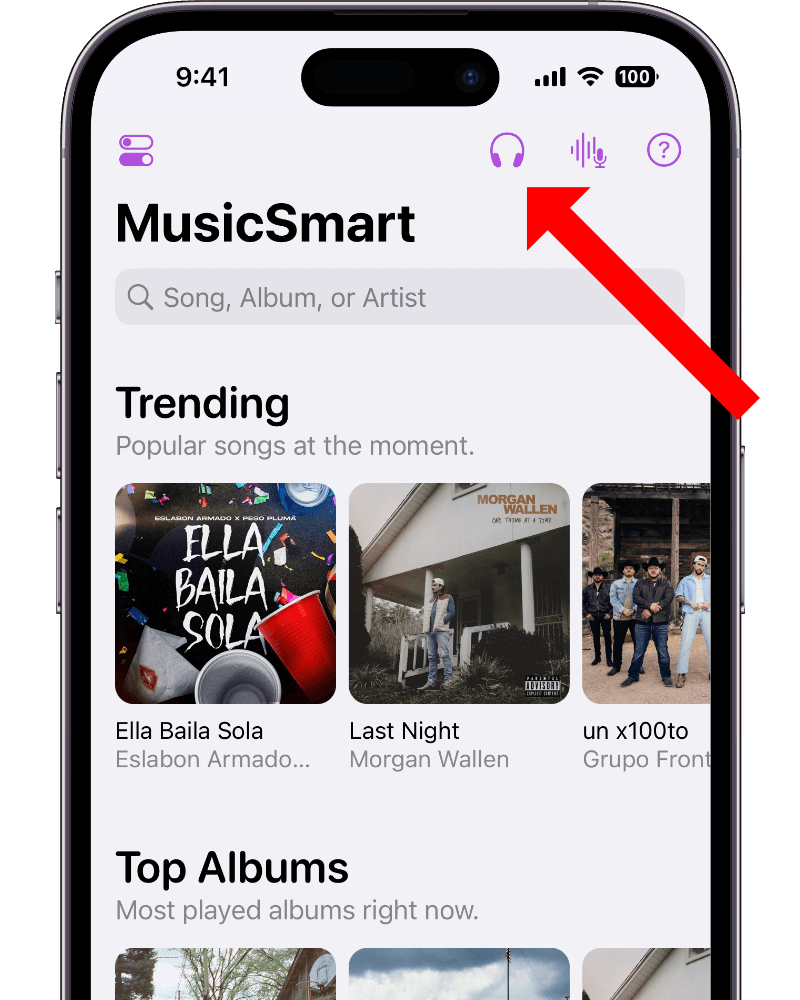 9:41
100
?
MusicSmart
Song, Album, or Artist
Trending
Popular songs at the moment.
ESLABON ARMADO X PESO PLUMA
ELLA
BAILA
SOLA
MORGAN
WALLEN
ONE THING AT A TIME
PARENTAL
ADVISORY
EXPLICIT CONTENT
Ella Baila Sola
Eslabon Armado...
Last Night
Morgan Wallen
un x100to
Grupo Front
Top Albums
Most played albums right now.